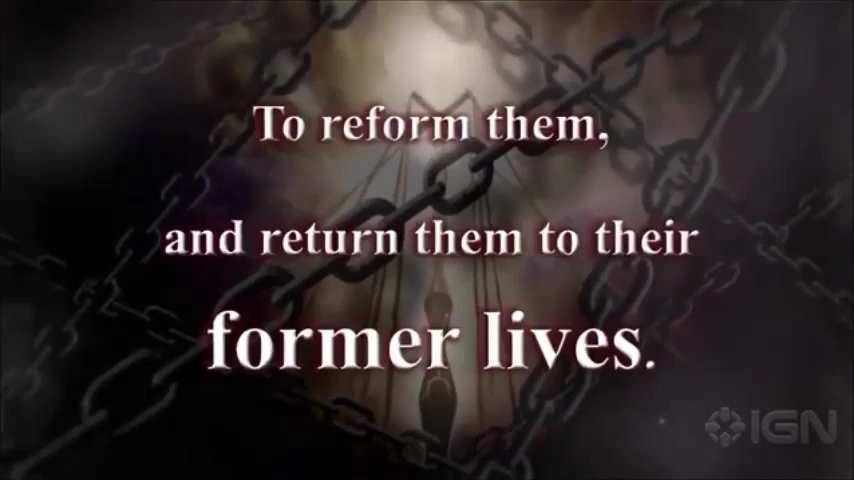 To reform them,
and return them to their
former lives.
IGN